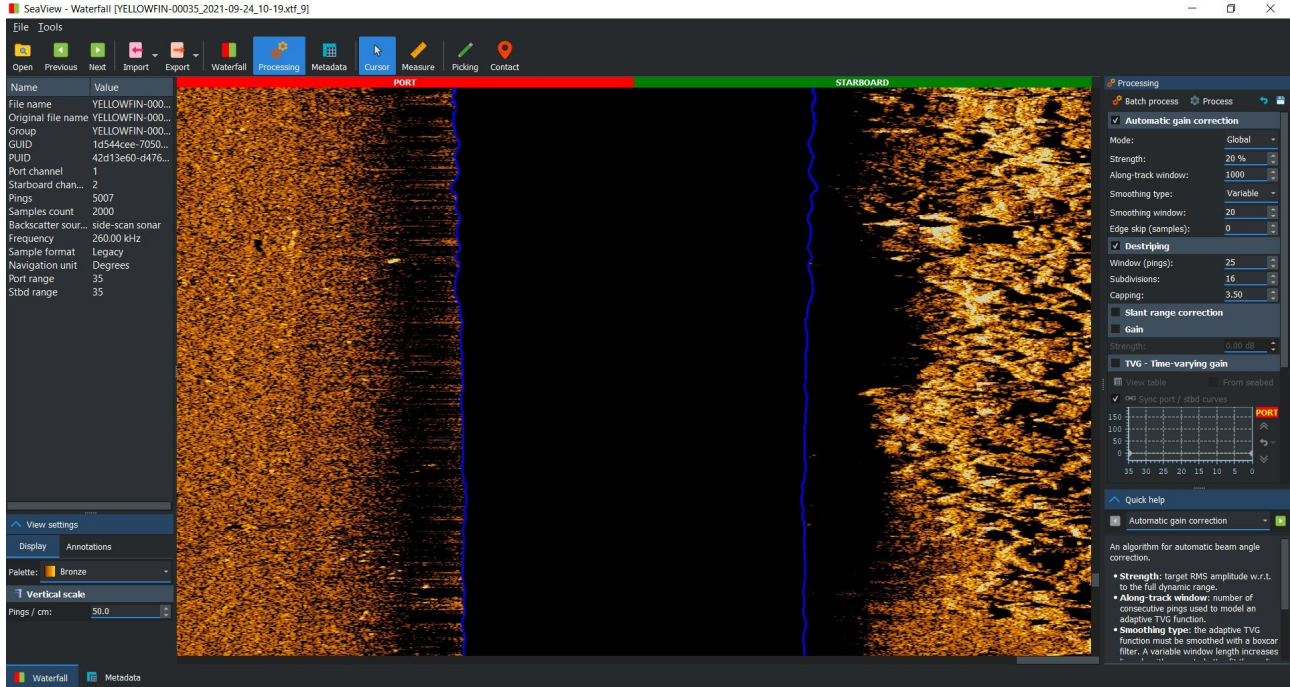 SeaView - Waterfall [YELLOWFIN-00035_2021-09-24_10-19.xtf_9]
File Tools
Open Previous Next Import Export Waterfall Processing Metadata Cursor Measure Picking Contact
Name Value
File name YELLOWFIN-000...
Original file name YELLOWFIN-000...
Group YELLOWFIN-000...
GUID 1d544cee-7050...
PUID 42d13e60-d476...
Port channel 1
Starboard chan... 2
Pings 5007
Samples count 2000
Backscatter sour... side-scan sonar
Frequency 260.00 kHz
Sample format Legacy
Navigation unit Degrees
Port range 35
Stbd range 35
View settings
Display Annotations
Palette: Bronze
Vertical scale
Pings / cm: 50.0
PORT STARBOARD
Processing
Batch process Process
Automatic gain correction
Mode: Global
Strength: 20 %
Along-track window: 1000
Smoothing type: Variable
Smoothing window: 20
Edge skip (samples): 0
Destriping
Window (pings): 25
Subdivisions: 16
Capping: 3.50
Slant range correction
Gain
Strength: 0.00 dB
TVG - Time-varying gain
View table From seabed
Sync port / stbd curves
PORT
150
100
50
0
35 30 25 20 15 10 5 0
Quick help
Automatic gain correction
An algorithm for automatic beam angle
correction.
• Strength: target RMS amplitude w.r.t.
to the full dynamic range.
• Along-track window: number of
consecutive pings used to model an
adaptive TVG function.
• Smoothing type: the adaptive TVG
function must be smoothed with a boxcar
filter. A variable window length increases
Waterfall Metadata